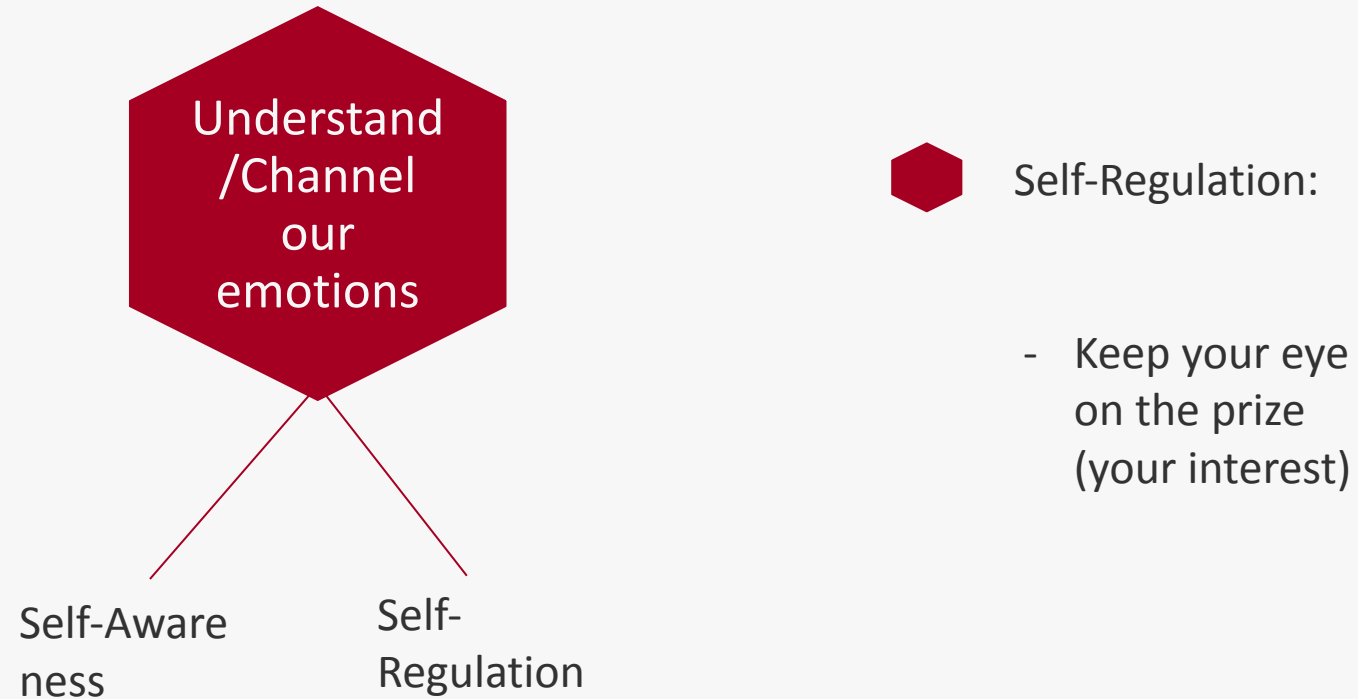 Understand
/Channel
our
emotions
Self-Aware
ness
Self-
Regulation
Self-Regulation:
- Keep your eye
on the prize
(your interest)